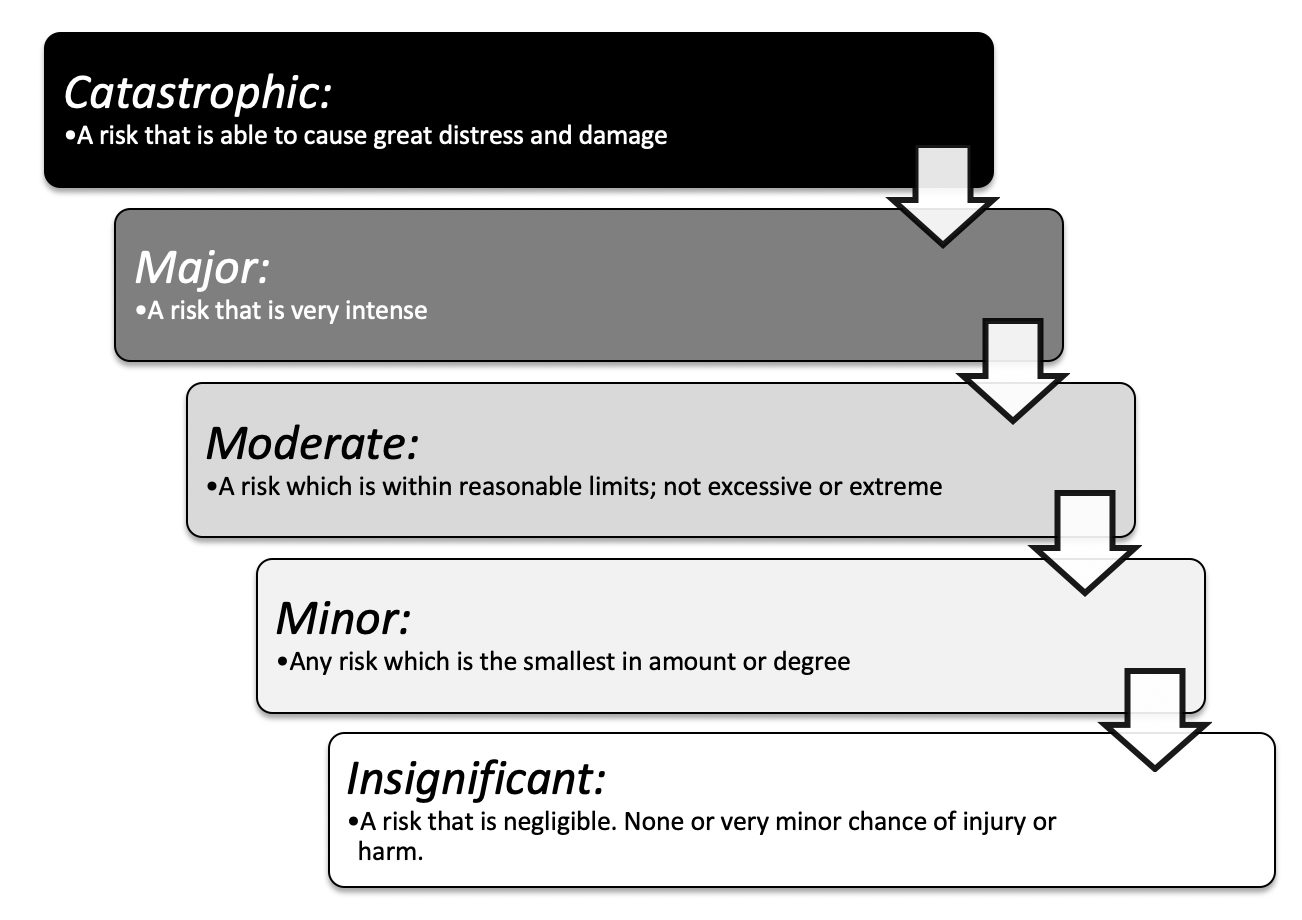 Catastrophic:
•A risk that is able to cause great distress and damage
Major:
•A risk that is very intense
Moderate:
•A risk which is within reasonable limits; not excessive or extreme
Minor:
•Any risk which is the smallest in amount or degree
Insignificant:
•A risk that is negligible. None or very minor chance of injury or
harm.